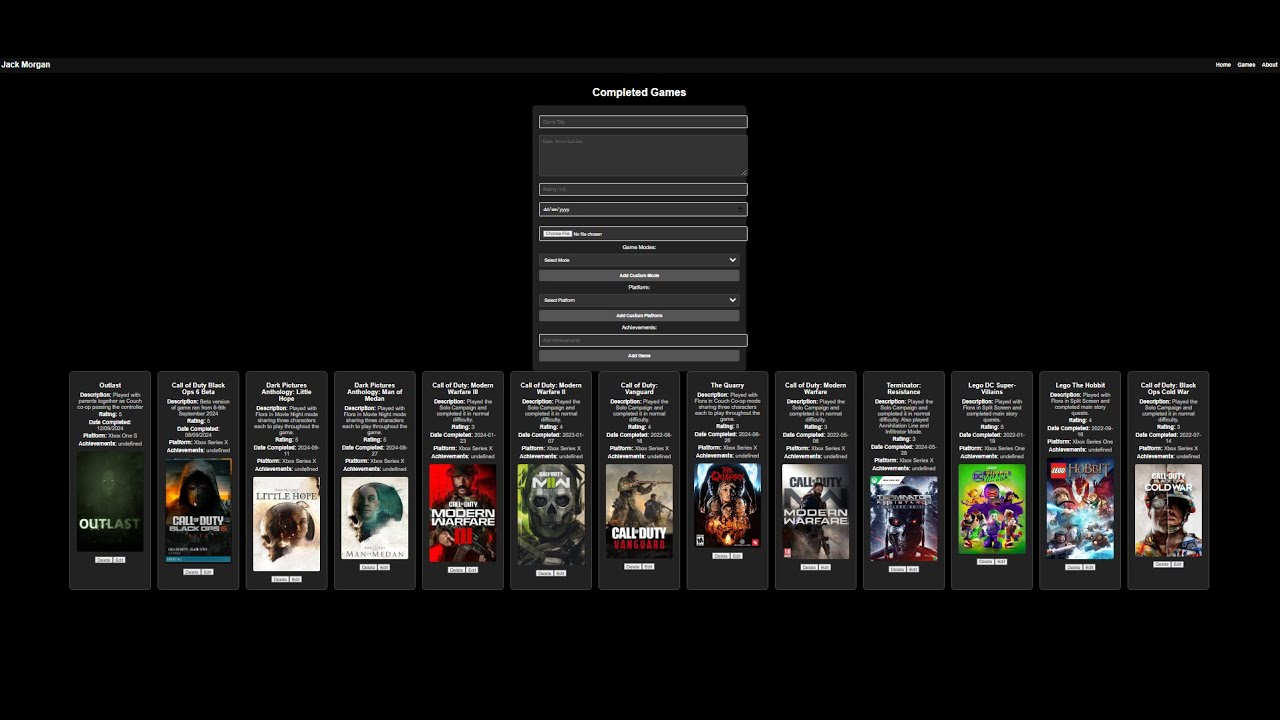 Jack Morgan
Home Games About
Completed Games
Game Title
Rating (1-5)
dd/mm/yyyy
Choose File No file chosen
Game Modes:
Select Mode
Add Custom Mode
Platform:
Select Platform
Add Custom Platform
Achievements:
Add Achievements
Add Game
Outlast
Description: Played with
parents together as Couch
co-op passing the controller
Rating: 5
Date Completed:
12/09/2024
Platform: Xbox One S
Achievements: undefined
OUTLAST
Delete Edit
Call of Duty Black
Ops 6 Beta
Description: Beta version
of game ran from
September 2024
Rating: 5
Date Completed:
08/09/2024
Platform: Xbox Series X
Achievements: undefined
CALL OF DUTY
BLACK OPS 6
Delete Edit
Dark Pictures
Anthology: Little
Hope
Description: Played with
Flora in Movie Night mode
sharing three characters
each to play throughout the
game.
Rating: 5
Date Completed: 2024-09-
11
Platform: Xbox Series X
Achievements: undefined
LITTLE HOPE
Delete Edit
Dark Pictures
Anthology: Man of
Medan
Description: Played with
Flora in Movie Night mode
sharing three characters
each to play throughout the
game.
Rating: 5
Date Completed: 2024-08-
27
Platform: Xbox Series X
Achievements: undefined
MAN OF MEDAN
Delete Edit
Call of Duty: Modern
Warfare III
Description: Played the
Solo Campaign and
completed it in normal
difficulty.
Rating: 3
Date Completed: 2024-01-
23
Platform: Xbox Series X
Achievements: undefined
CALL OF DUTY
MODERN
WARFARE
III
Delete Edit
Call of Duty: Modern
Warfare II
Description: Played the
Solo Campaign and
completed it in normal
difficulty.
Rating: 4
Date Completed: 2023-01-
07
Platform: Xbox Series X
Achievements: undefined
CALL OF DUTY
MWII
Delete Edit
Call of Duty:
Vanguard
Description: Played the
Solo Campaign and
completed it in normal
difficulty.
Rating: 4
Date Completed: 2022-08-
16
Platform: Xbox Series X
Achievements: undefined
CALL DUTY
VANGUARD
Delete Edit
The Quarry
Description: Played with
Flora in Couch Co-op mode
sharing three characters
each to play throughout the
game.
Rating: 5
Date Completed: 2024-08-
26
Platform: Xbox Series X
Achievements: undefined
THE QUARRY
Delete Edit
Call of Duty: Modern
Warfare
Description: Played the
Solo Campaign and
completed it in normal
difficulty.
Rating: 3
Platform: Xbox Series X
Achievements: undefined
CALL OF DUTY
MODERN
WARFARE
18
Delete Edit
Terminator:
Resistance
Description: Played the
Solo Campaign and
completed it in normal
difficulty. Also played
Annihilation Line and
Infiltrator Mode.
Rating: 3
Date Completed: 2022-05-
Platform: Xbox Series X
Achievements: undefined
TERMINATOR
RESISTANCE
Delete Edit
Lego DC Super-
Villains
Description: Played with
Flora in Split Screen and
completed main story
quests.
Rating: 5
Date Completed: 2022-01-
14
Platform: Xbox Series One
Achievements: undefined
Delete Edit
Lego The Hobbit
Description: Played with
Flora in Split Screen and
completed main story
quests.
Rating: 4
Date Completed: 2022-09-
16
Platform: Xbox Series One
Achievements: undefined
LEGO HOBBIT
Delete Edit
Call of Duty: Black
Ops Cold War
Description: Played the
Solo Campaign and
completed it in normal
difficulty.
Rating: 3
Date Completed: 2022-07-
14
Platform: Xbox Series X
Achievements: undefined
CALL OF DUTY
BLACK OPS
COLD WAR
Delete Edit